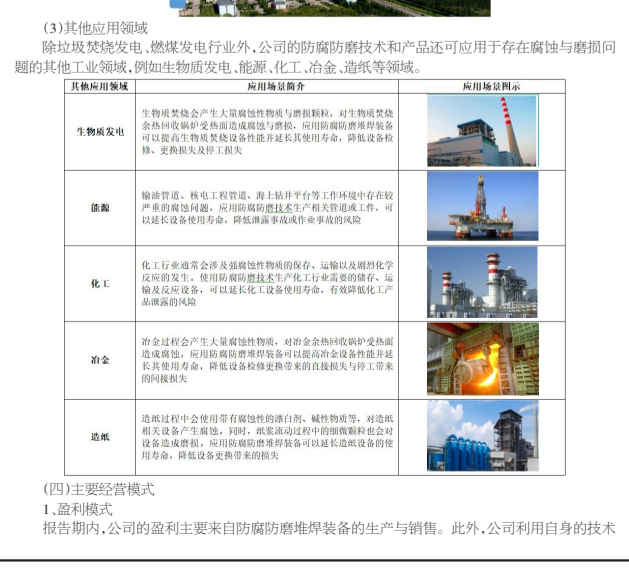 (3)其他应用领域
除垃圾焚烧发电、燃煤发电行业外,公司的防腐防磨技术和产品还可应用于存在腐蚀与磨损问
题的其他工业领域,例如生物质发电、能源、化工、冶金、造纸等领域。
其他应用领域 应用场景简介 应用场景图示
生物质发电
生物质焚烧会产生大量腐蚀性物质与磨损颗粒，对生物质焚烧
余热回收锅炉受热面造成腐蚀与磨损，应用防腐防磨堆焊装备
可以提高生物质焚烧设备性能并延长其使用寿命，降低设备检
修、更换损失及停工损失
能源
输油管道、核电工程管道、海上钻井平台等工作环境中存在较
严重的腐蚀问题，应用防腐防磨技术生产相关管道或工件，可
以延长设备使用寿命，降低泄露事故或作业事故的风险
化工
化工行业通常会涉及强腐蚀性物质的保存、运输以及剧烈化学
反应的发生。使用防腐防磨技术生产化工行业需要的储存、运
输及反应设备，可以延长化工设备使用寿命，有效降低化工产
品泄露的风险
冶金
冶金过程会产生大量腐蚀性物质，对冶金余热回收锅炉受热面
造成腐蚀，应用防腐防磨堆焊装备可以提高冶金设备性能并延
长其使用寿命，降低设备检修更换带来的直接损失与停工带来
的间接损失
造纸
造纸过程中会使用带有腐蚀性的漂白剂、碱性物质等，对造纸
相关设备产生腐蚀。同时，纸浆流动过程中的细微颗粒也会对
设备造成磨损。应用防腐防磨堆焊装备可以延长造纸设备的使
用寿命，降低设备更换带来的损失
(四)主要经营模式
1、盈利模式
报告期内,公司的盈利主要来自防腐防磨堆焊装备的生产与销售。此外,公司利用自身的技术